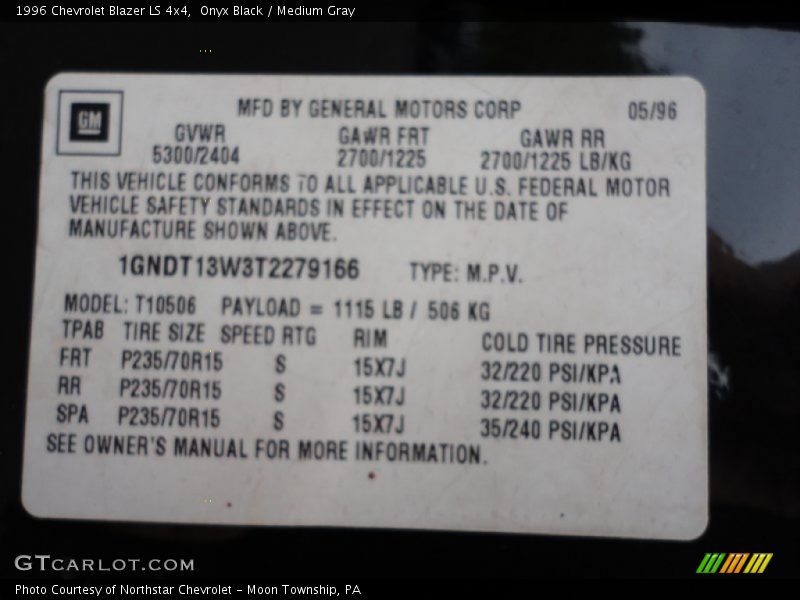 1996 Chevrolet Blazer LS 4x4,  Onyx Black / Medium Gray
GM
MFD BY GENERAL MOTORS CORP 05/96
GVWR GAWR FRT GAWR RR
5300/2404 2700/1225 2700/1225 LB/KG
THIS VEHICLE CONFORMS TO ALL APPLICABLE U.S. FEDERAL MOTOR
VEHICLE SAFETY STANDARDS IN EFFECT ON THE DATE OF
MANUFACTURE SHOWN ABOVE.
1GNDT13W3T2279166 TYPE: M.P.V.
MODEL: T10506 PAYLOAD = 1115 LB / 506 KG
TPAB TIRE SIZE SPEED RTG RIM COLD TIRE PRESSURE
FRT P235/70R15 S 15X7J 32/220 PSI/KPA
RR P235/70R15 S 15X7J 32/220 PSI/KPA
SPA P235/70R15 S 15X7J 35/240 PSI/KPA
SEE OWNER'S MANUAL FOR MORE INFORMATION.
GTCARLOT.COM
Photo Courtesy of Northstar Chevrolet - Moon Township, PA